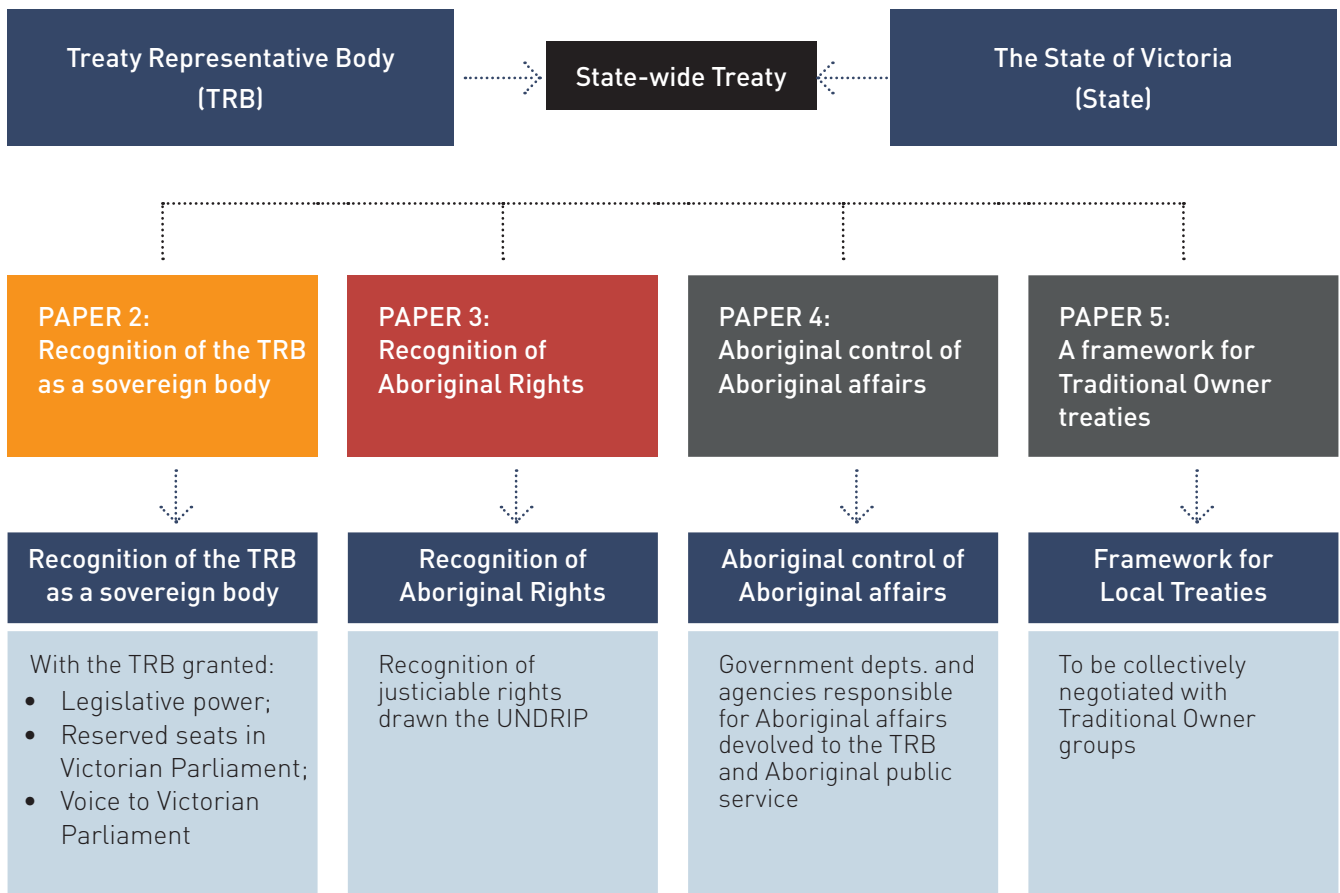 Treaty Representative Body
(TRB)
State-wide Treaty
The State of Victoria
(State)
PAPER 2:
Recognition of the TRB
as a sovereign body
PAPER 3:
Recognition of
Aboriginal Rights
PAPER 4:
Aboriginal control of
Aboriginal affairs
PAPER 5:
A framework for
Traditional Owner
treaties
Recognition of the TRB
as a sovereign body
Recognition of
Aboriginal Rights
Aboriginal control of
Aboriginal affairs
Framework for
Local Treaties
With the TRB granted:
• Legislative power;
• Reserved seats in
Victorian Parliament;
• Voice to Victorian
Parliament
Recognition of
justiciable rights
drawn the UNDRIP
Government depts. and
agencies responsible
for Aboriginal affairs
devolved to the TRB
and Aboriginal public
service
To be collectively
negotiated with
Traditional Owner
groups